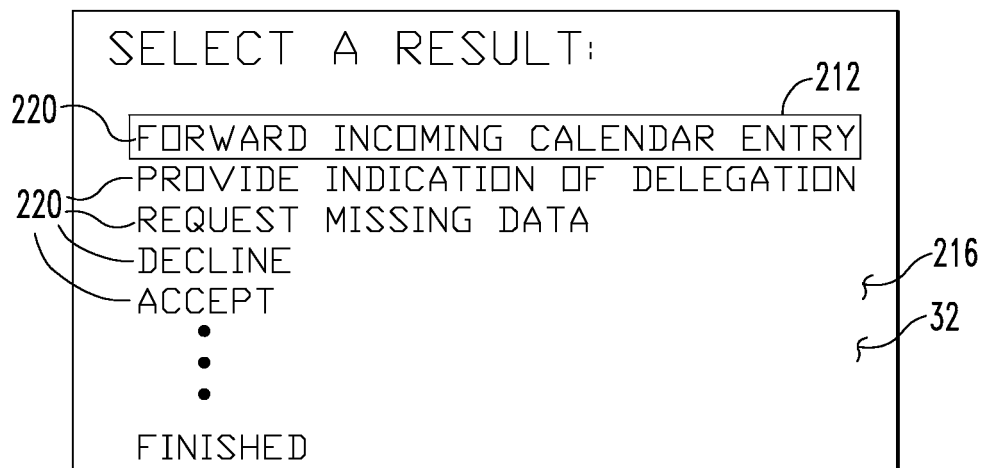 SELECT A RESULT:
212
220
FORWARD INCOMING CALENDAR ENTRY
PROVIDE INDICATION OF DELEGATION
220
REQUEST MISSING DATA
DECLINE
216
ACCEPT
32
FINISHED